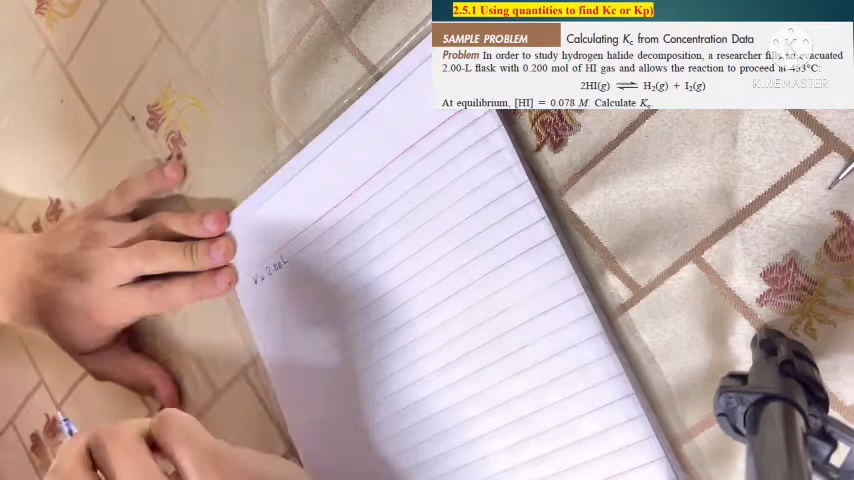 2.5.1 Using quantities to find Kc or Kp)
SAMPLE PROBLEM Calculating Kc from Concentration Data
Problem In order to study hydrogen halide decomposition, a researcher fills an evacuated
2.00-L flask with 0.200 mol of HI gas and allows the reaction to proceed at 453°C:
2HI(g) ⇌ H₂(g) + I₂(g)
At equilibrium, [HI] = 0.078 M. Calculate Kc.
KINEMASTER
V = 2.00L